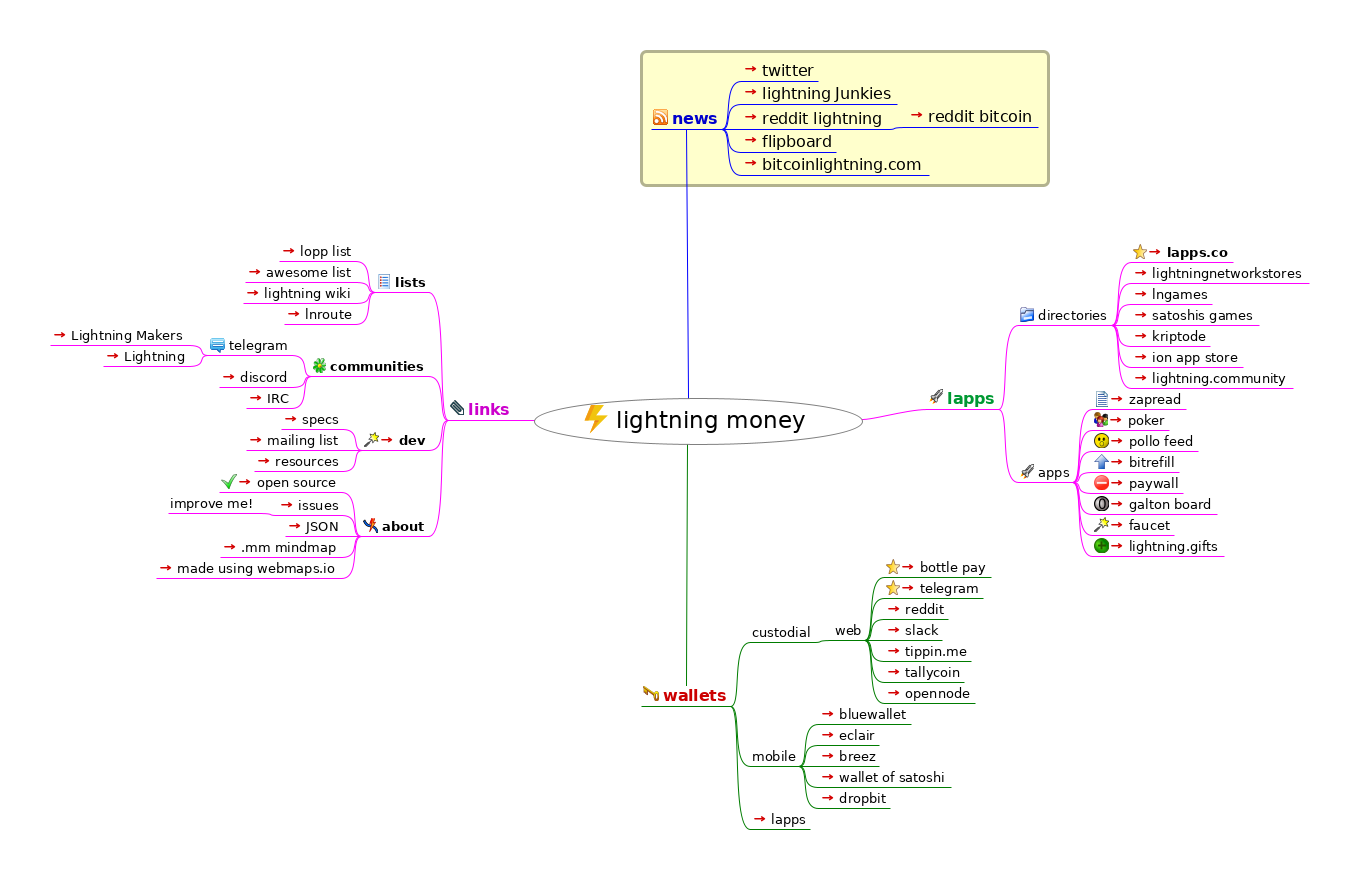 twitter
lightning Junkies
news
reddit lightning
reddit bitcoin
flipboard
bitcoinlightning.com
lopp list
awesome list
lists
lightning wiki
lnroute
Lightning Makers
telegram
Lightning
communities
discord
IRC
links
specs
mailing list
dev
resources
open source
improve me!
issues
about
JSON
.mm mindmap
made using webmaps.io
lightning money
lapps
directories
lapps.co
lightningnetworkstores
lngames
satoshis games
kriptode
ion app store
lightning.community
apps
zapread
poker
pollo feed
bitrefill
paywall
galton board
faucet
lightning.gifts
wallets
custodial
web
bottle pay
telegram
reddit
slack
tippin.me
tallycoin
opennode
mobile
bluewallet
eclair
breez
wallet of satoshi
dropbit
lapps